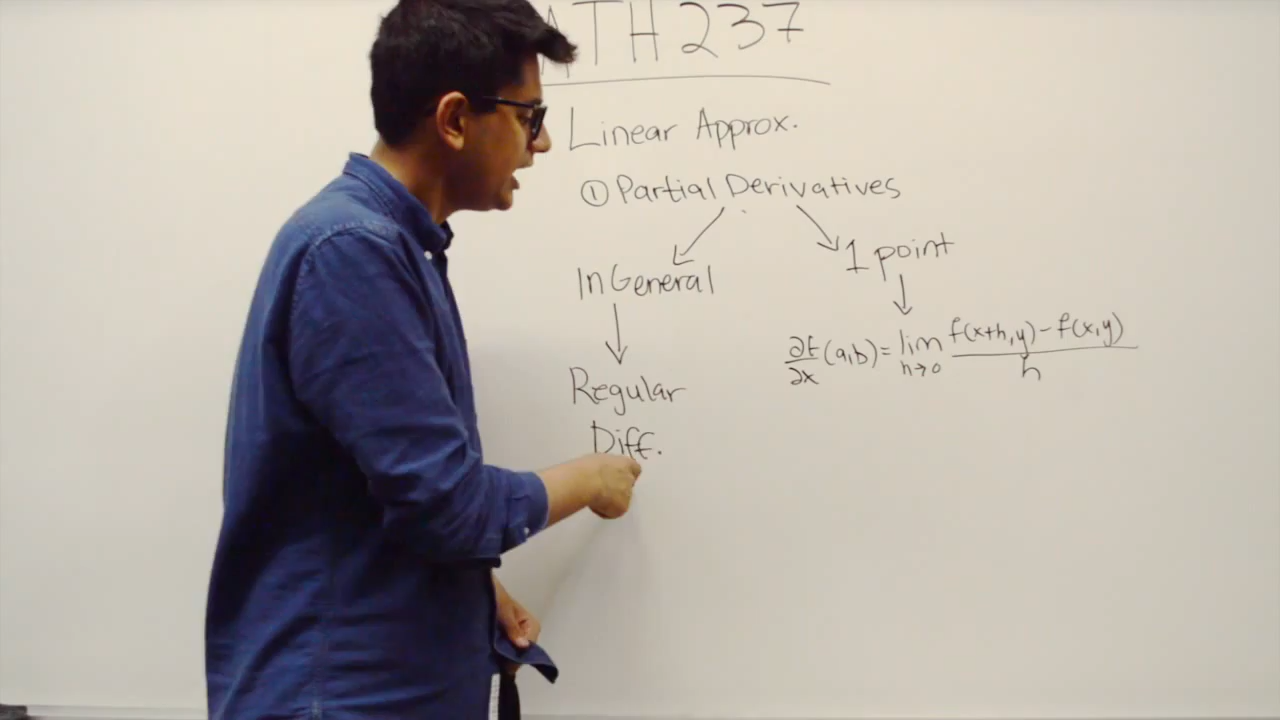 ATH 237
Linear Approx.
① Partial Derivatives
In General
1 point
∂f/∂x (a,b) = lim h→0 f(x+h,y) - f(x,y) / h
Regular
Diff.